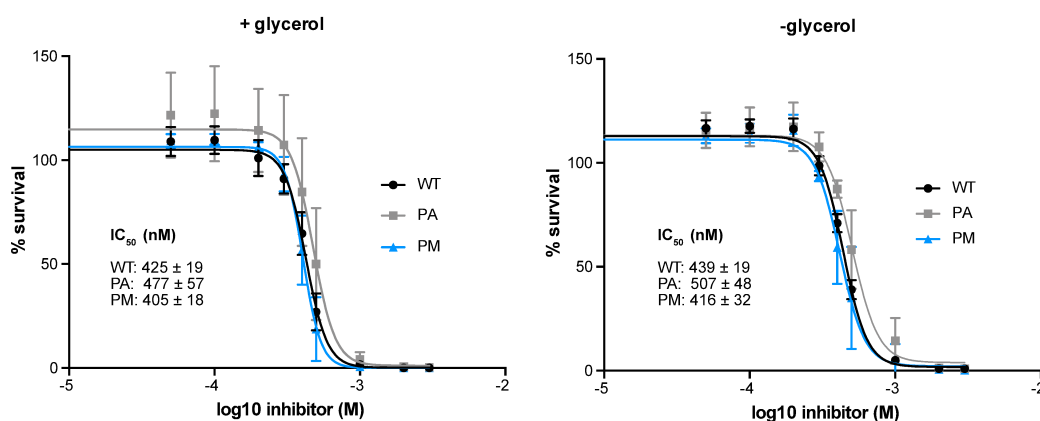 + glycerol
150
100
50
0
-5
-4
-3
-2
% survival
log10 inhibitor (M)
WT
PA
PM
IC50 (nM)
WT: 425 ± 19
PA: 477 ± 57
PM: 405 ± 18
-glycerol
150
100
50
0
-5
-4
-3
-2
% survival
log10 inhibitor (M)
WT
PA
PM
IC50 (nM)
WT: 439 ± 19
PA: 507 ± 48
PM: 416 ± 32